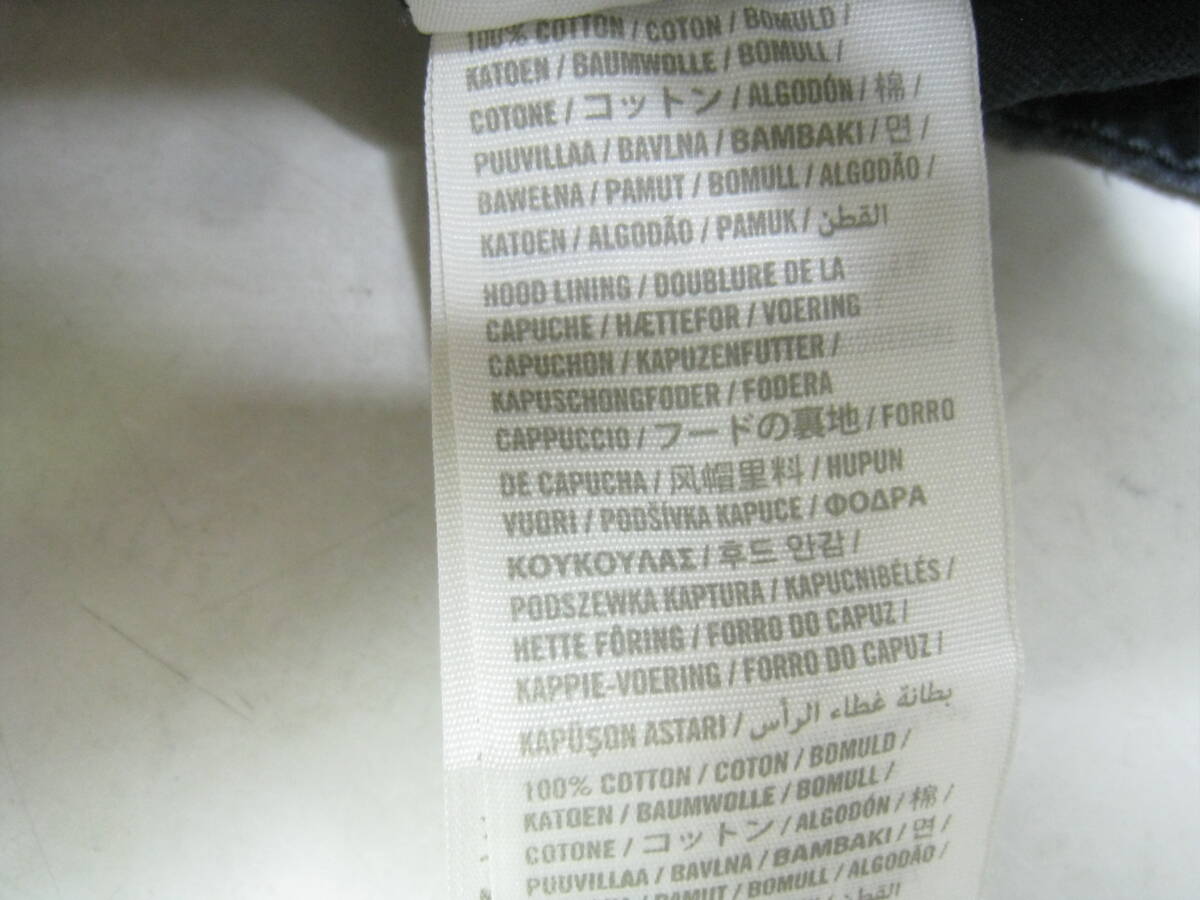 100% COTTON / COTON / BOMULD /
KATOEN / BAUMWOLLE / BOMULL /
COTONE / コットン / ALGODÓN / 棉 /
PUUVILLAA / BAVLNA / BAMBAKI / 면 /
BAWEŁNA / PAMUT / BOMULL / ALGODÃO /
KATOEN / ALGODÃO / PAMUK / القطن
HOOD LINING / DOUBLURE DE LA
CAPUCHE / HÆTTEFOR / VOERING
CAPUCHON / KAPUZENFUTTER /
KAPUSCHONGFODER / FODERA
CAPPUCCIO / フードの裏地 / FORRO
DE CAPUCHA / 风帽里料 / HUPUN
VUORI / PODŠÍVKA KAPUCE / ΦΟΔΡΑ
ΚΟΥΚΟΥΛΑΣ / 후드 안감 /
PODSZEWKA KAPTURA / KAPUCNIBÉLÉS /
HETTE FÔRING / FORRO DO CAPUZ /
KAPPIE-VOERING / FORRO DO CAPUZ /
KAPÜŞON ASTARI / بطانة غطاء الرأس
100% COTTON / COTON / BOMULD /
KATOEN / BAUMWOLLE / BOMULL /
COTONE / コットン / ALGODÓN / 棉 /
PUUVILLAA / BAVLNA / BAMBAKI / 면 /
PAMUT / BOMULL / ALGODÃO /
القطن